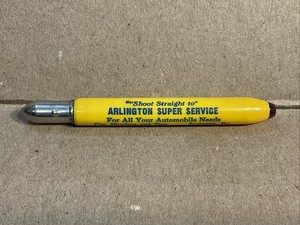 "Shoot Straight to"
ARLINGTON SUPER SERVICE
For All Your Automobile Needs